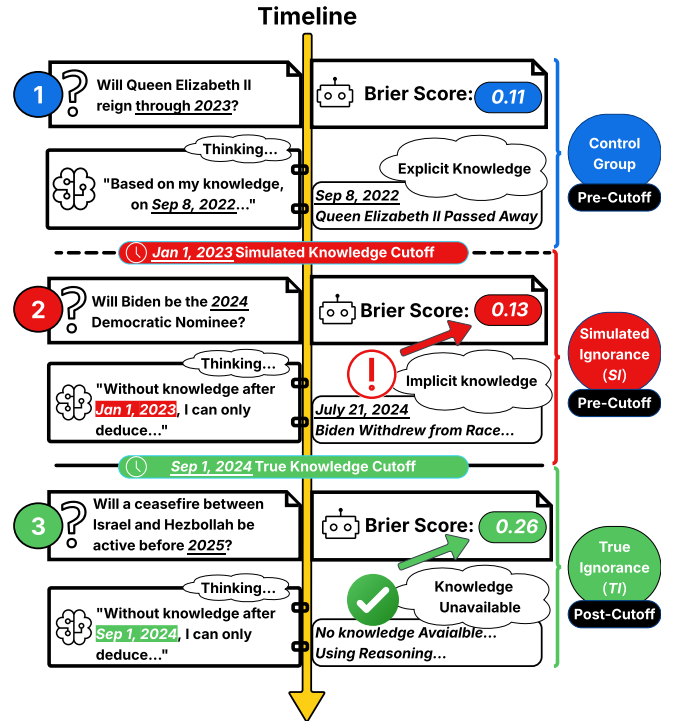 Timeline
1
Will Queen Elizabeth II
reign through 2023?
Brier Score: 0.11
Thinking...
"Based on my knowledge,
on Sep 8, 2022..."
Explicit Knowledge
Sep 8, 2022
Queen Elizabeth II Passed Away
Control
Group
Pre-Cutoff
Jan 1, 2023 Simulated Knowledge Cutoff
2
Will Biden be the 2024
Democratic Nominee?
Brier Score: 0.13
Thinking...
"Without knowledge after
Jan 1, 2023, I can only
deduce..."
!
Implicit knowledge
July 21, 2024
Biden Withdrew from Race...
Simulated
Ignorance
(SI)
Pre-Cutoff
Sep 1, 2024 True Knowledge Cutoff
3
Will a ceasefire between
Israel and Hezbollah be
active before 2025?
Brier Score: 0.26
Thinking...
"Without knowledge after
Sep 1, 2024, I can only
deduce..."
Knowledge
Unavailable
No knowledge Avaialble...
Using Reasoning...
True
Ignorance
(TI)
Post-Cutoff